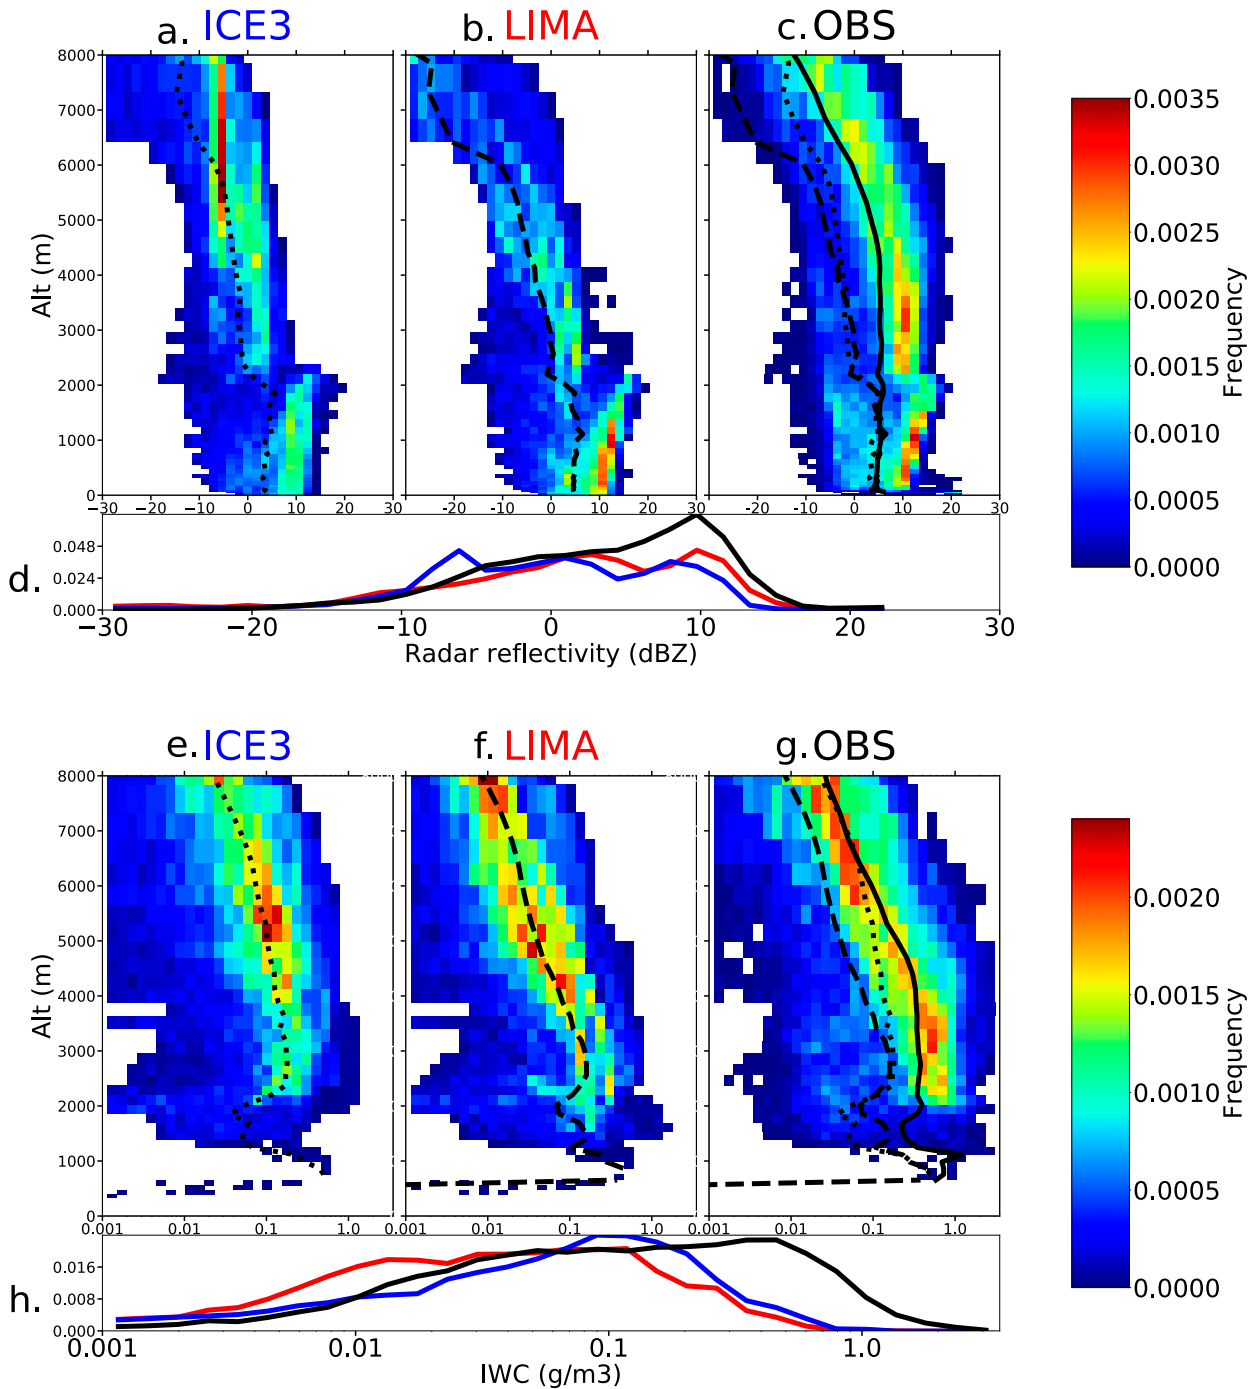 a. ICE3 b. LIMA c. OBS
8000
7000
6000
5000
4000
3000
2000
1000
0
Alt (m)
−30 −20 −10 0 10 20 30
−20 −10 0 10 20 30
−20 −10 0 10 20 30
0.0035
0.0030
0.0025
0.0020
0.0015
0.0010
0.0005
0.0000
Frequency
d.
0.048
0.024
0.000
−30 −20 −10 0 10 20 30
Radar reflectivity (dBZ)
e. ICE3 f. LIMA g. OBS
8000
7000
6000
5000
4000
3000
2000
1000
0
Alt (m)
0.001 0.01 0.1 1.0
0.001 0.01 0.1 1.0
0.001 0.01 0.1 1.0
0.0020
0.0015
0.0010
0.0005
0.0000
Frequency
h.
0.016
0.008
0.000
0.001 0.01 0.1 1.0
IWC (g/m3)